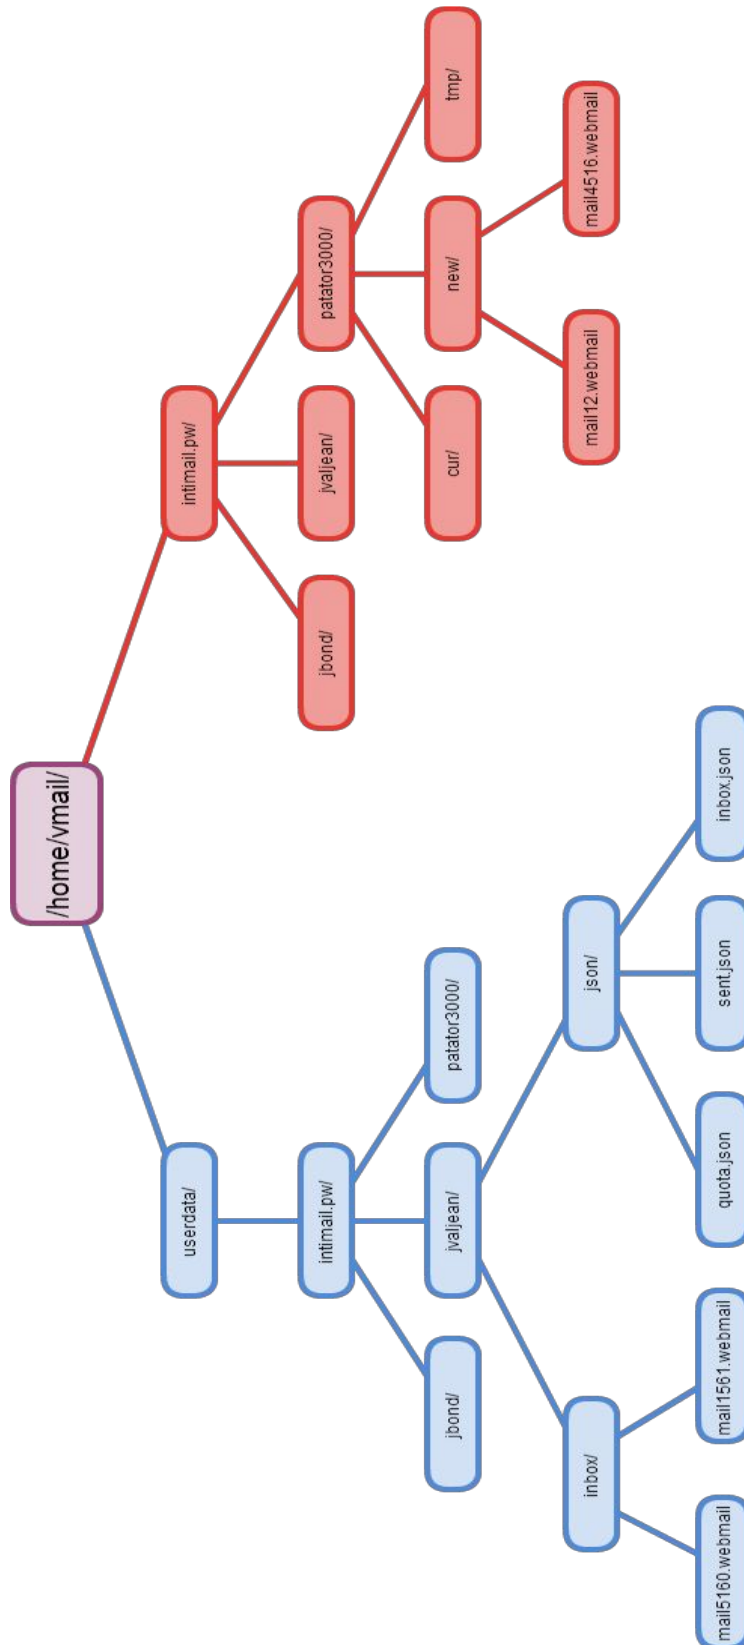 /home/vmail/
userdata/
intimail.pw/
intimail.pw/
jbond/
jvaljean/
patator3000/
jbond/
jvaljean/
patator3000/
cur/
new/
tmp/
inbox/
json/
mail12.webmail
mail4516.webmail
mail5160.webmail
mail1561.webmail
quota.json
sent.json
inbox.json